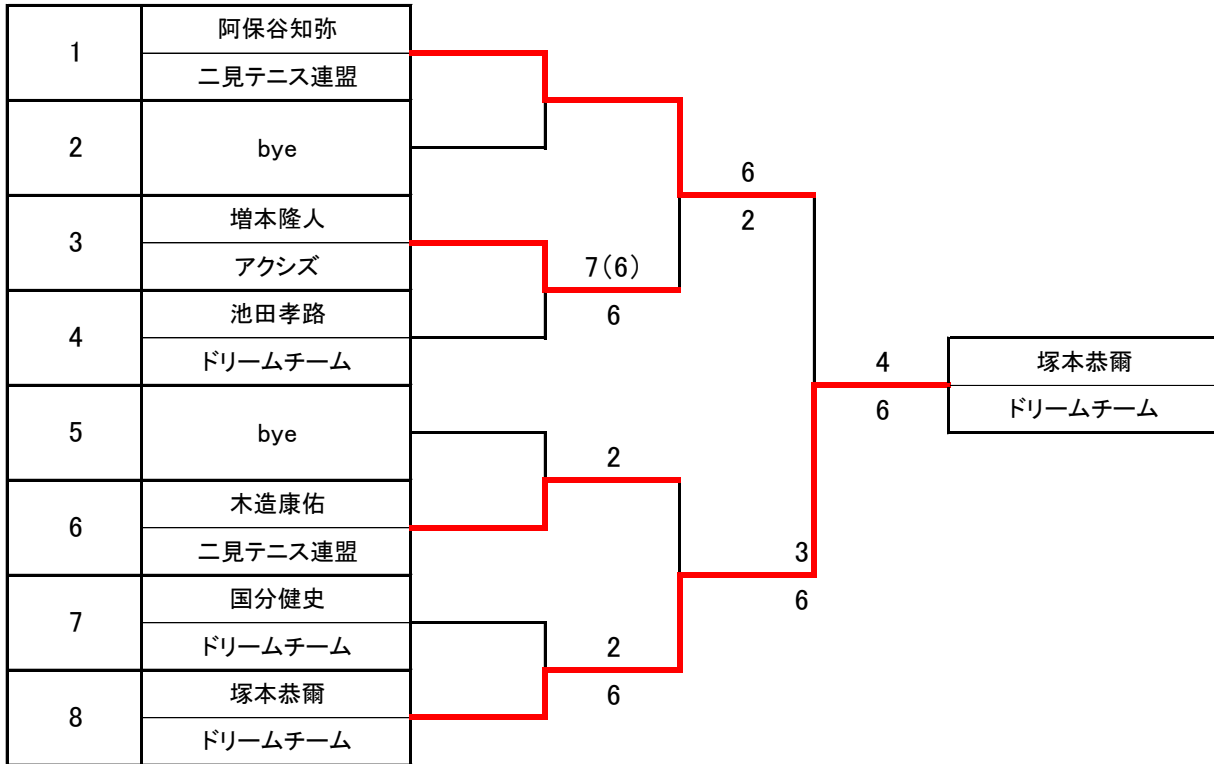 1
阿保谷知弥
二見テニス連盟
2
bye
6
2
3
増本隆人
アクシズ
7(6)
6
4
池田孝路
ドリームチーム
4
6
塚本恭爾
ドリームチーム
5
bye
2
6
木造康佑
二見テニス連盟
3
6
7
国分健史
ドリームチーム
2
6
8
塚本恭爾
ドリームチーム